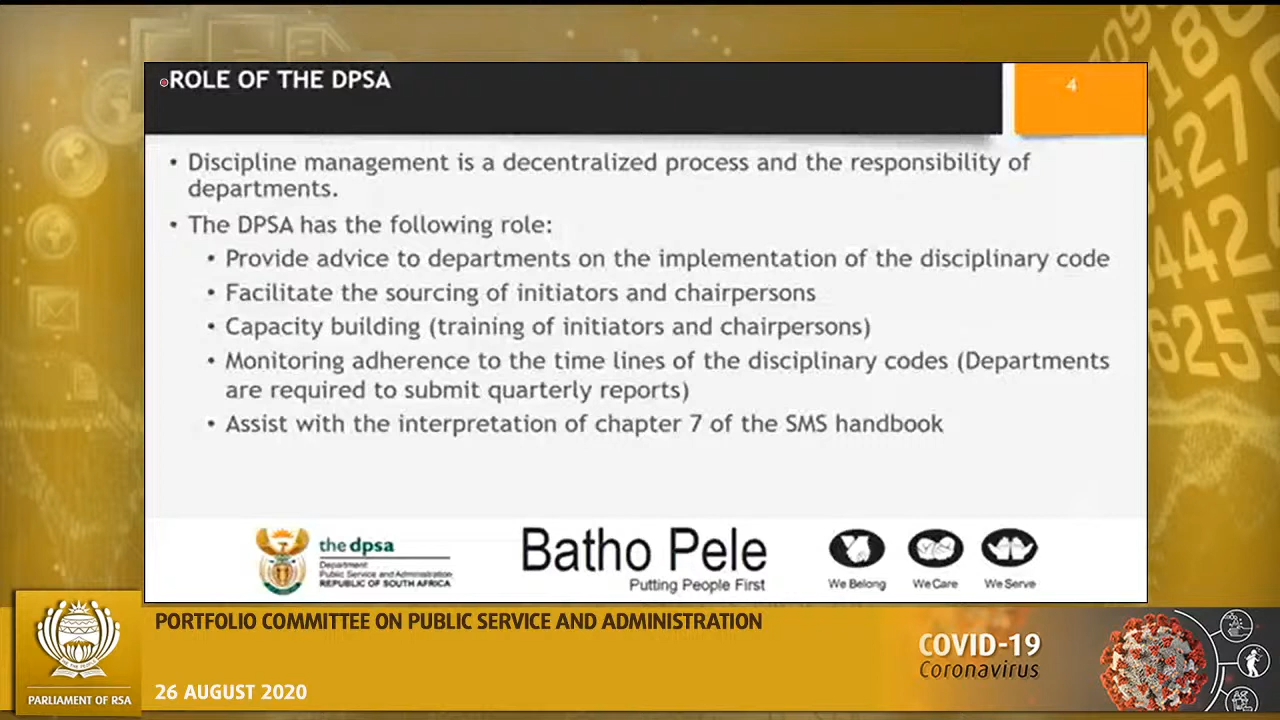 •ROLE OF THE DPSA
4
• Discipline management is a decentralized process and the responsibility of
departments.
• The DPSA has the following role:
• Provide advice to departments on the implementation of the disciplinary code
• Facilitate the sourcing of initiators and chairpersons
• Capacity building (training of initiators and chairpersons)
• Monitoring adherence to the time lines of the disciplinary codes (Departments
are required to submit quarterly reports)
• Assist with the interpretation of chapter 7 of the SMS handbook
the dpsa
Department:
Public Service and Administration
REPUBLIC OF SOUTH AFRICA
Batho Pele
Putting People First
We Belong
We Care
We Serve
PORTFOLIO COMMITTEE ON PUBLIC SERVICE AND ADMINISTRATION
COVID-19
Coronavirus
PARLIAMENT OF RSA
26 AUGUST 2020